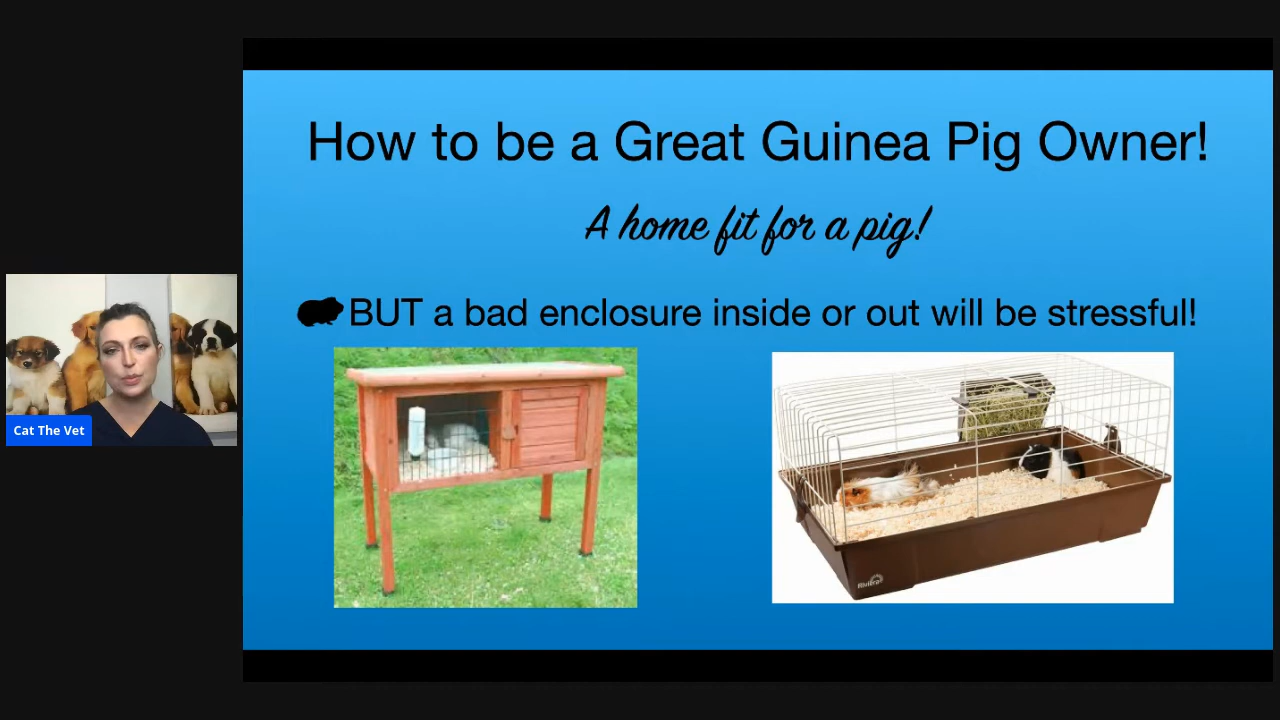 How to be a Great Guinea Pig Owner!
A home fit for a pig!
BUT a bad enclosure inside or out will be stressful!
Cat The Vet